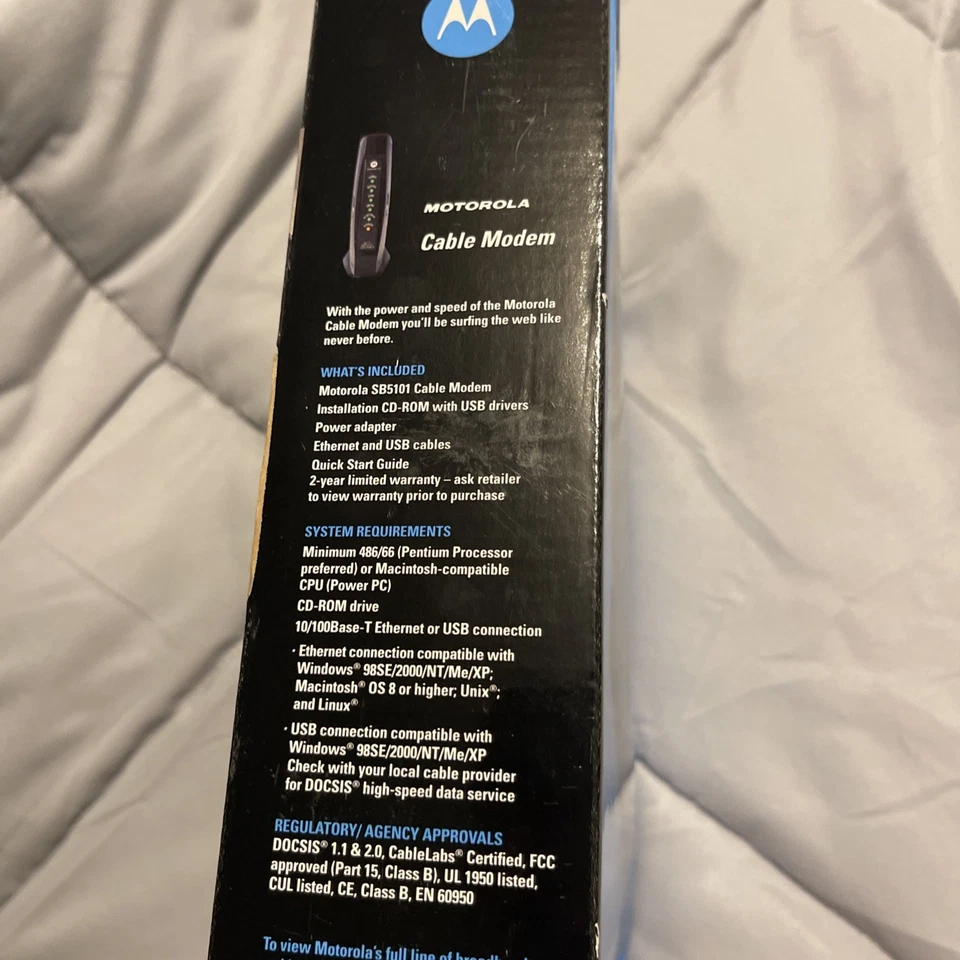 MOTOROLA
Cable Modem
With the power and speed of the Motorola
Cable Modem you'll be surfing the web like
never before.
WHAT'S INCLUDED
Motorola SB5101 Cable Modem
Installation CD-ROM with USB drivers
Power adapter
Ethernet and USB cables
Quick Start Guide
2-year limited warranty – ask retailer
to view warranty prior to purchase
SYSTEM REQUIREMENTS
Minimum 486/66 (Pentium Processor
preferred) or Macintosh-compatible
CPU (Power PC)
CD-ROM drive
10/100Base-T Ethernet or USB connection
· Ethernet connection compatible with
Windows® 98SE/2000/NT/Me/XP;
Macintosh® OS 8 or higher; Unix®;
and Linux®
· USB connection compatible with
Windows® 98SE/2000/NT/Me/XP
Check with your local cable provider
for DOCSIS® high-speed data service
REGULATORY/AGENCY APPROVALS
DOCSIS® 1.1 & 2.0, CableLabs® Certified, FCC
approved (Part 15, Class B), UL 1950 listed,
CUL listed, CE, Class B, EN 60950
To view Motorola's full line of